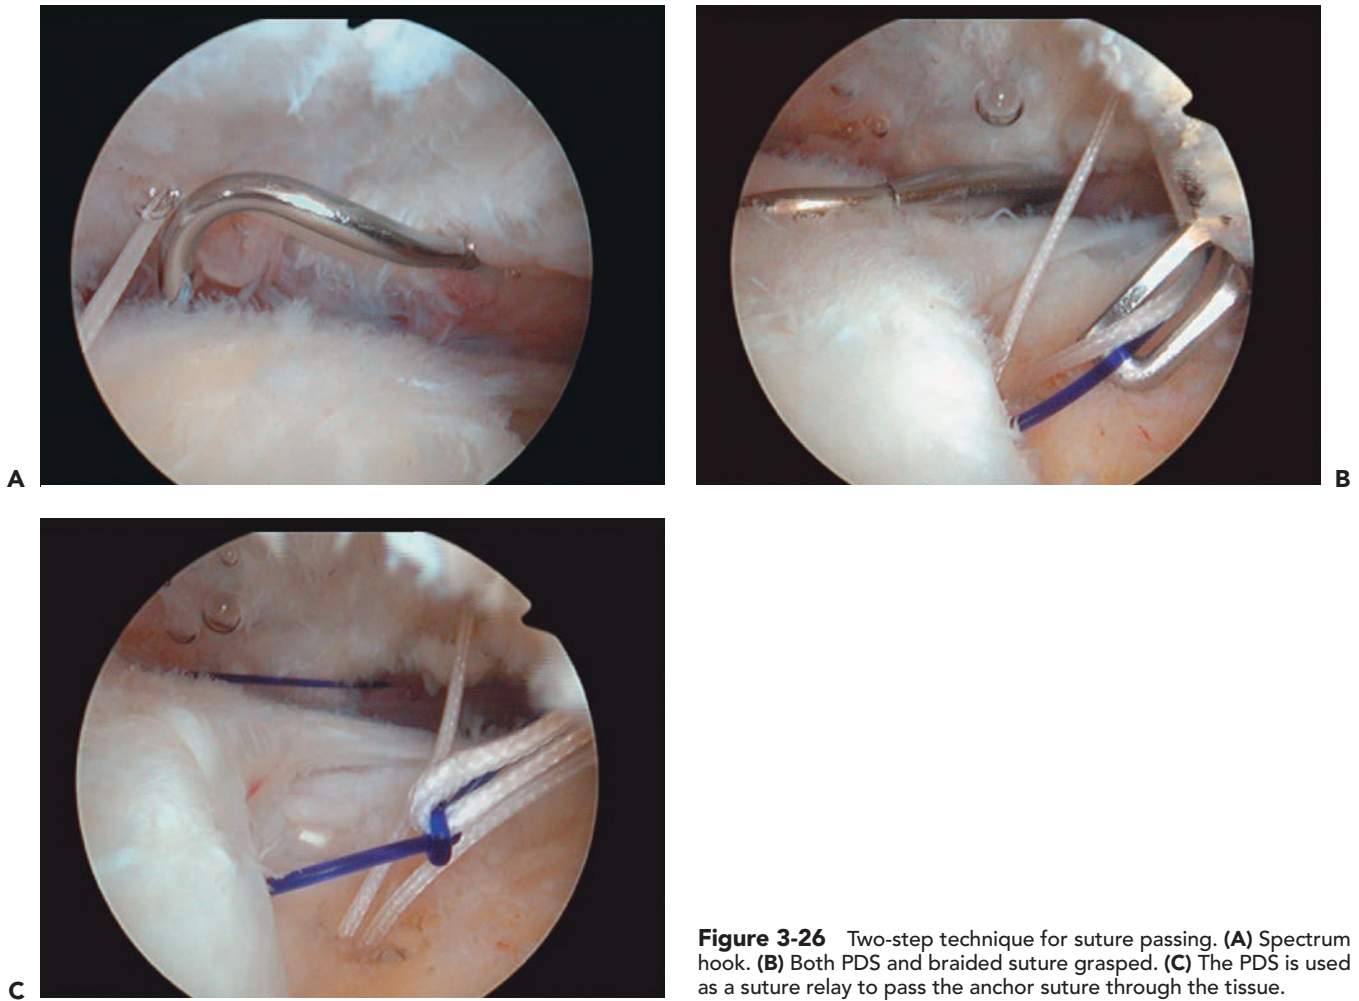 A
B
C
Figure 3-26 Two-step technique for suture passing. (A) Spectrum
hook. (B) Both PDS and braided suture grasped. (C) The PDS is used
as a suture relay to pass the anchor suture through the tissue.